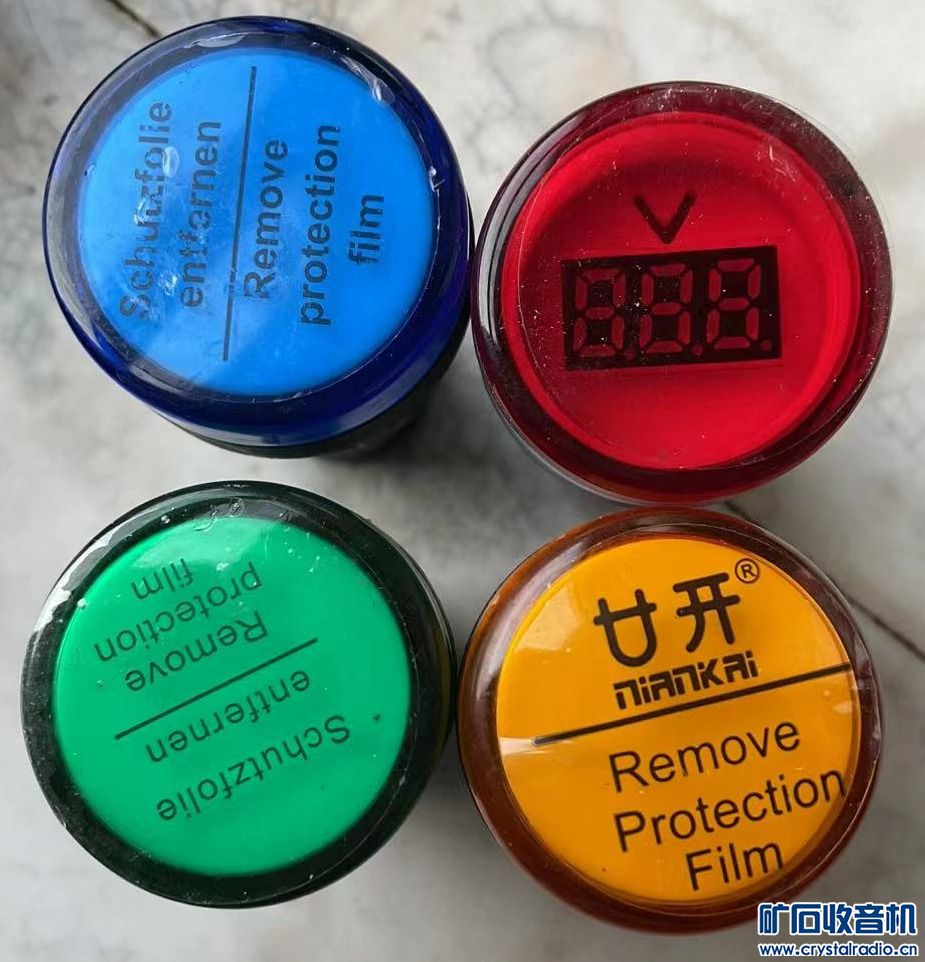 Schutzfolie
entfernen
Remove
protection
film
V
888
Schutzfolie
entfernen
Remove
protection
film
廿开®
NIANKAI
Remove
Protection
Film
矿石收音机
www.crystalradio.cn